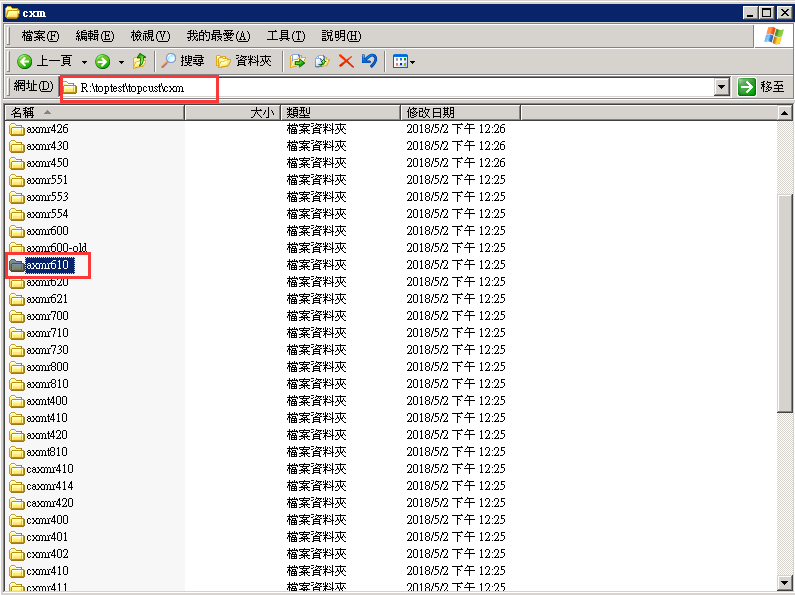 cxm
檔案(F) 編輯(E) 檢視(V) 我的最愛(A) 工具(T) 說明(H)
上一頁 搜尋 資料夾
網址(D) R:\toptest\topcust\cxm 移至
名稱 大小 類型 修改日期
axmr426 檔案資料夾 2018/5/2 下午 12:26
axmr430 檔案資料夾 2018/5/2 下午 12:26
axmr450 檔案資料夾 2018/5/2 下午 12:26
axmr551 檔案資料夾 2018/5/2 下午 12:25
axmr553 檔案資料夾 2018/5/2 下午 12:25
axmr554 檔案資料夾 2018/5/2 下午 12:25
axmr600 檔案資料夾 2018/5/2 下午 12:25
axmr600-old 檔案資料夾 2018/5/2 下午 12:25
axmr610 檔案資料夾 2018/5/2 下午 12:25
axmr620 檔案資料夾 2018/5/2 下午 12:25
axmr621 檔案資料夾 2018/5/2 下午 12:25
axmr700 檔案資料夾 2018/5/2 下午 12:25
axmr710 檔案資料夾 2018/5/2 下午 12:25
axmr730 檔案資料夾 2018/5/2 下午 12:25
axmr800 檔案資料夾 2018/5/2 下午 12:25
axmr810 檔案資料夾 2018/5/2 下午 12:25
axmt400 檔案資料夾 2018/5/2 下午 12:25
axmt410 檔案資料夾 2018/5/2 下午 12:25
axmt420 檔案資料夾 2018/5/2 下午 12:25
axmt810 檔案資料夾 2018/5/2 下午 12:25
caxmr410 檔案資料夾 2018/5/2 下午 12:25
caxmr414 檔案資料夾 2018/5/2 下午 12:25
caxmr420 檔案資料夾 2018/5/2 下午 12:25
cxmr400 檔案資料夾 2018/5/2 下午 12:25
cxmr401 檔案資料夾 2018/5/2 下午 12:25
cxmr402 檔案資料夾 2018/5/2 下午 12:25
cxmr410 檔案資料夾 2018/5/2 下午 12:25
cxmr411 檔案資料夾 2018/5/2 下午 12:25